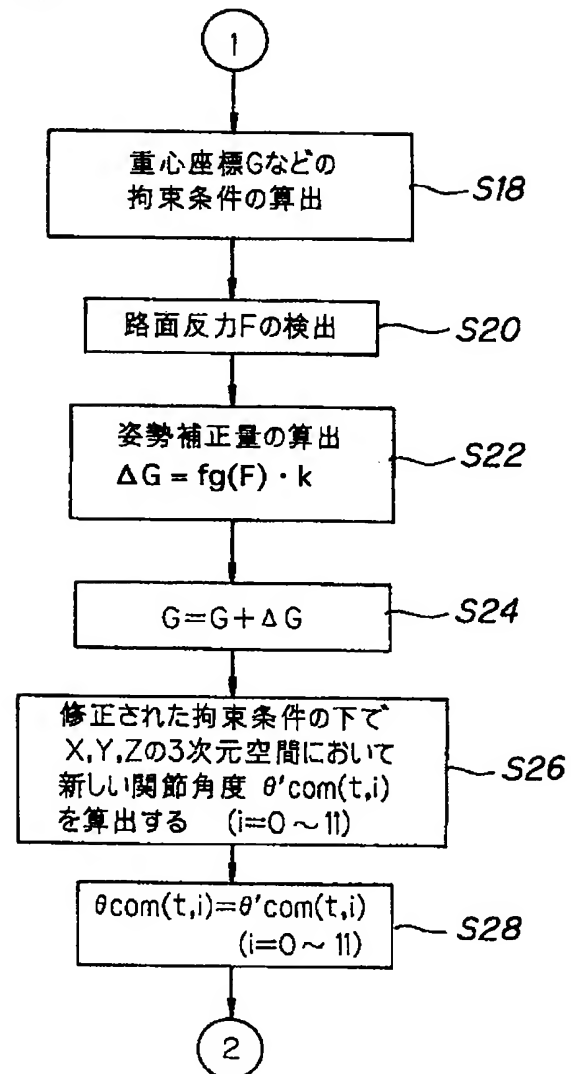 1
重心座標Gなどの
拘束条件の算出
S18
路面反力Fの検出
S20
姿勢補正量の算出
ΔG = fg(F)・k
S22
G=G+ΔG
S24
修正された拘束条件の下で
X,Y,Zの3次元空間において
新しい関節角度 θ'com(t,i)
を算出する (i=0～11)
S26
θcom(t,i)=θ'com(t,i)
(i=0～11)
S28
2